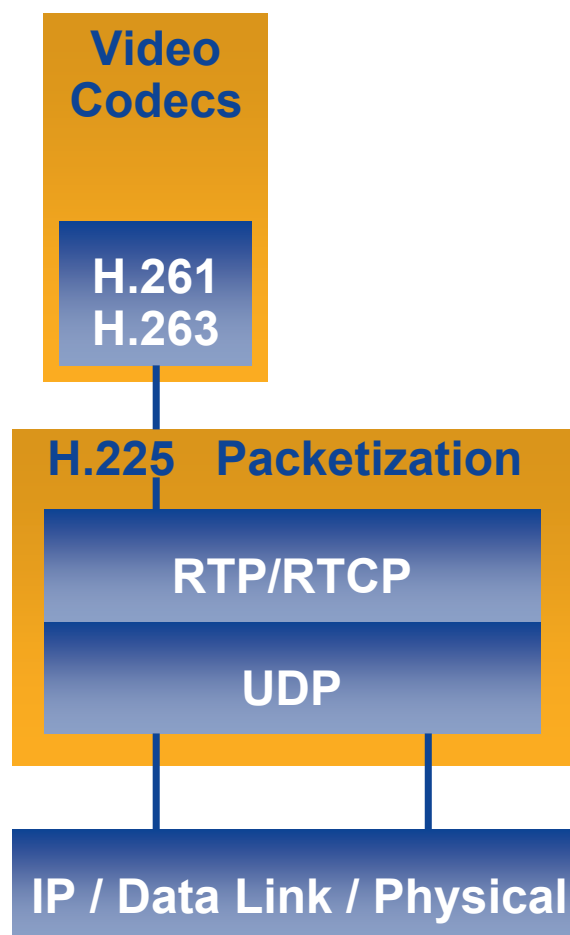 Video
Codecs
H.261
H.263
H.225 Packetization
RTP/RTCP
UDP
IP / Data Link / Physical